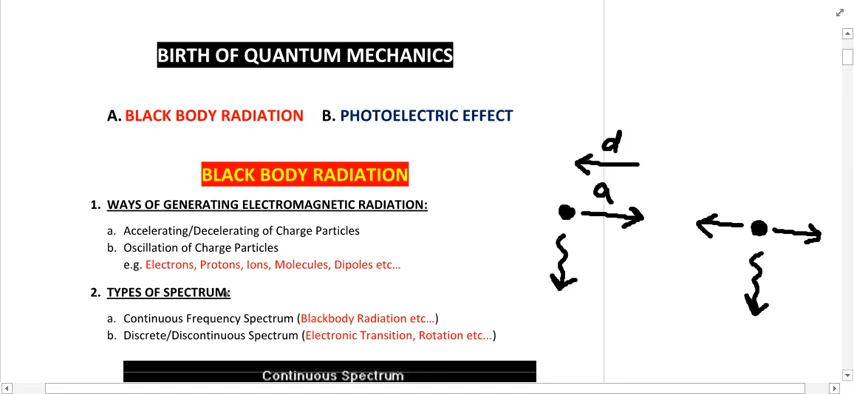 BIRTH OF QUANTUM MECHANICS
A. BLACK BODY RADIATION B. PHOTOELECTRIC EFFECT
BLACK BODY RADIATION
1. WAYS OF GENERATING ELECTROMAGNETIC RADIATION:
a. Accelerating/Decelerating of Charge Particles
b. Oscillation of Charge Particles
e.g. Electrons, Protons, Ions, Molecules, Dipoles etc...
2. TYPES OF SPECTRUM:
a. Continuous Frequency Spectrum (Blackbody Radiation etc...)
b. Discrete/Discontinuous Spectrum (Electronic Transition, Rotation etc...)
Continuous Spectrum
d
a